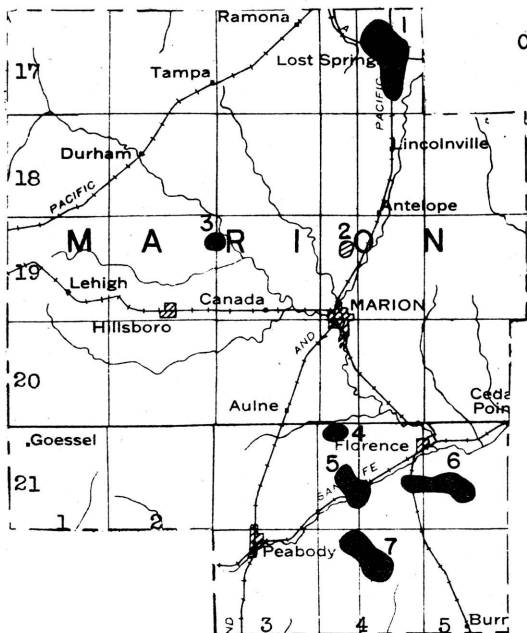 Ramona
1
Lost Spring
17
Tampa
PACIFIC
Lincolnville
Durham
18
PACIFIC
Antelope
3
2
M A R I O N
19
Lehigh
Canada
MARION
Hillsboro
AND
20
Ceda
Poin
Aulne
Goessel
4
Florence
5
6
21
SANTA FE
1
2
Peabody
7
AND
3
4
5
Burr